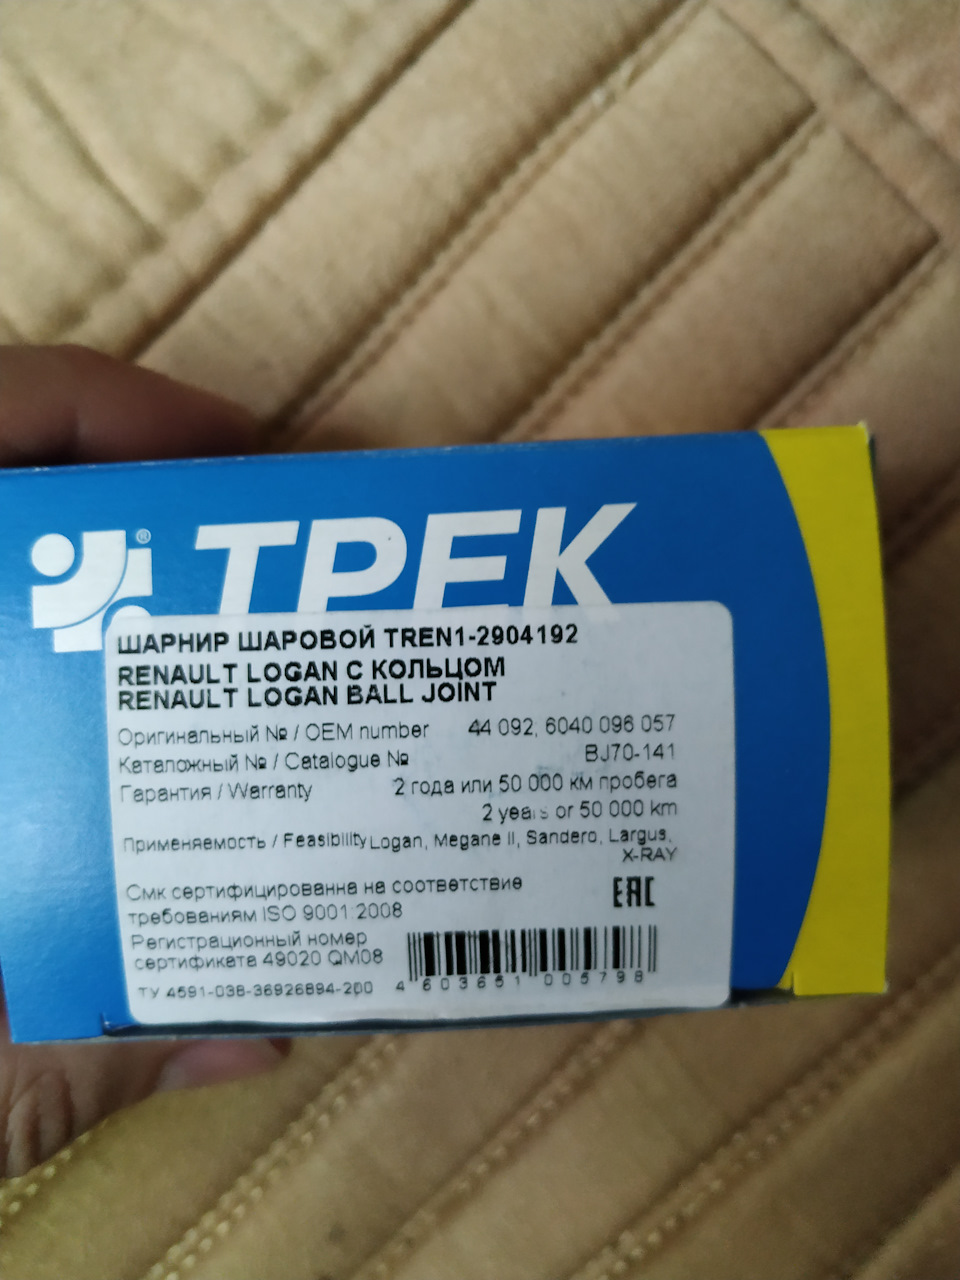 ® ТРЕК
ШАРНИР ШАРОВОЙ TREN1-2904192
RENAULT LOGAN С КОЛЬЦОМ
RENAULT LOGAN BALL JOINT
Оригинальный № / OEM number 44 092, 6040 096 057
Каталожный № / Catalogue № BJ70-141
Гарантия / Warranty 2 года или 50 000 км пробега
2 years or 50 000 km
Применяемость / Feasibility Logan, Megane II, Sandero, Largus,
X-RAY
Смк сертифицированна на соответствие
требованиям ISO 9001:2008
EAC
Регистрационный номер
сертификата 49020 QM08
ТУ 4591-038-36926894-200
4 603651 005798